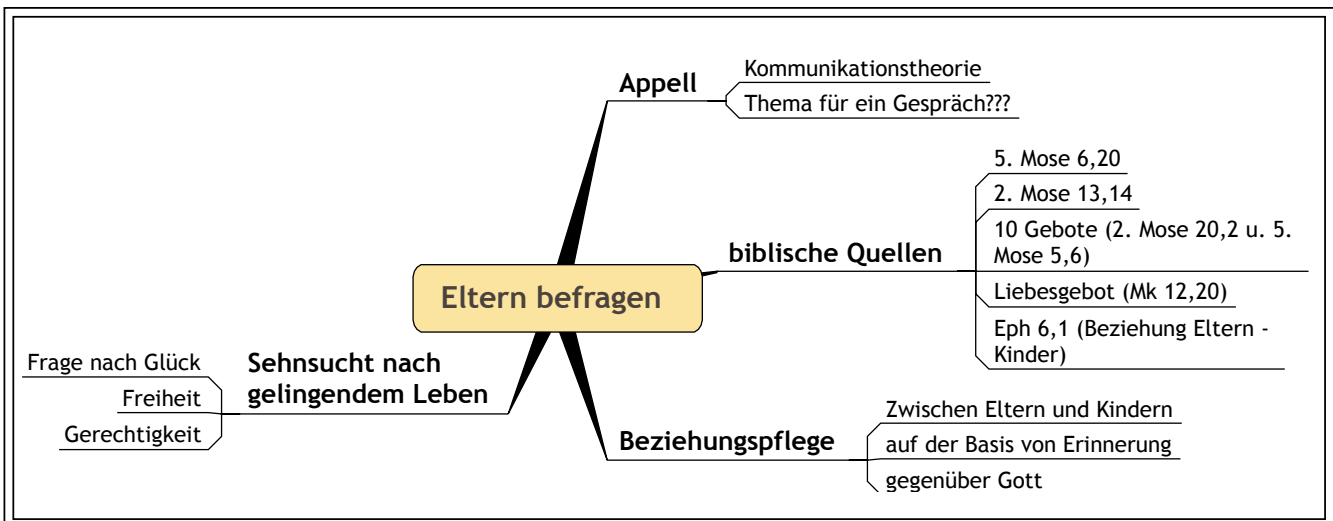 Eltern befragen
Appell
Kommunikationstheorie
Thema für ein Gespräch???
biblische Quellen
5. Mose 6,20
2. Mose 13,14
10 Gebote (2. Mose 20,2 u. 5.
Mose 5,6)
Liebesgebot (Mk 12,20)
Eph 6,1 (Beziehung Eltern -
Kinder)
Beziehungspflege
Zwischen Eltern und Kindern
auf der Basis von Erinnerung
gegenüber Gott
Sehnsucht nach
gelingendem Leben
Frage nach Glück
Freiheit
Gerechtigkeit